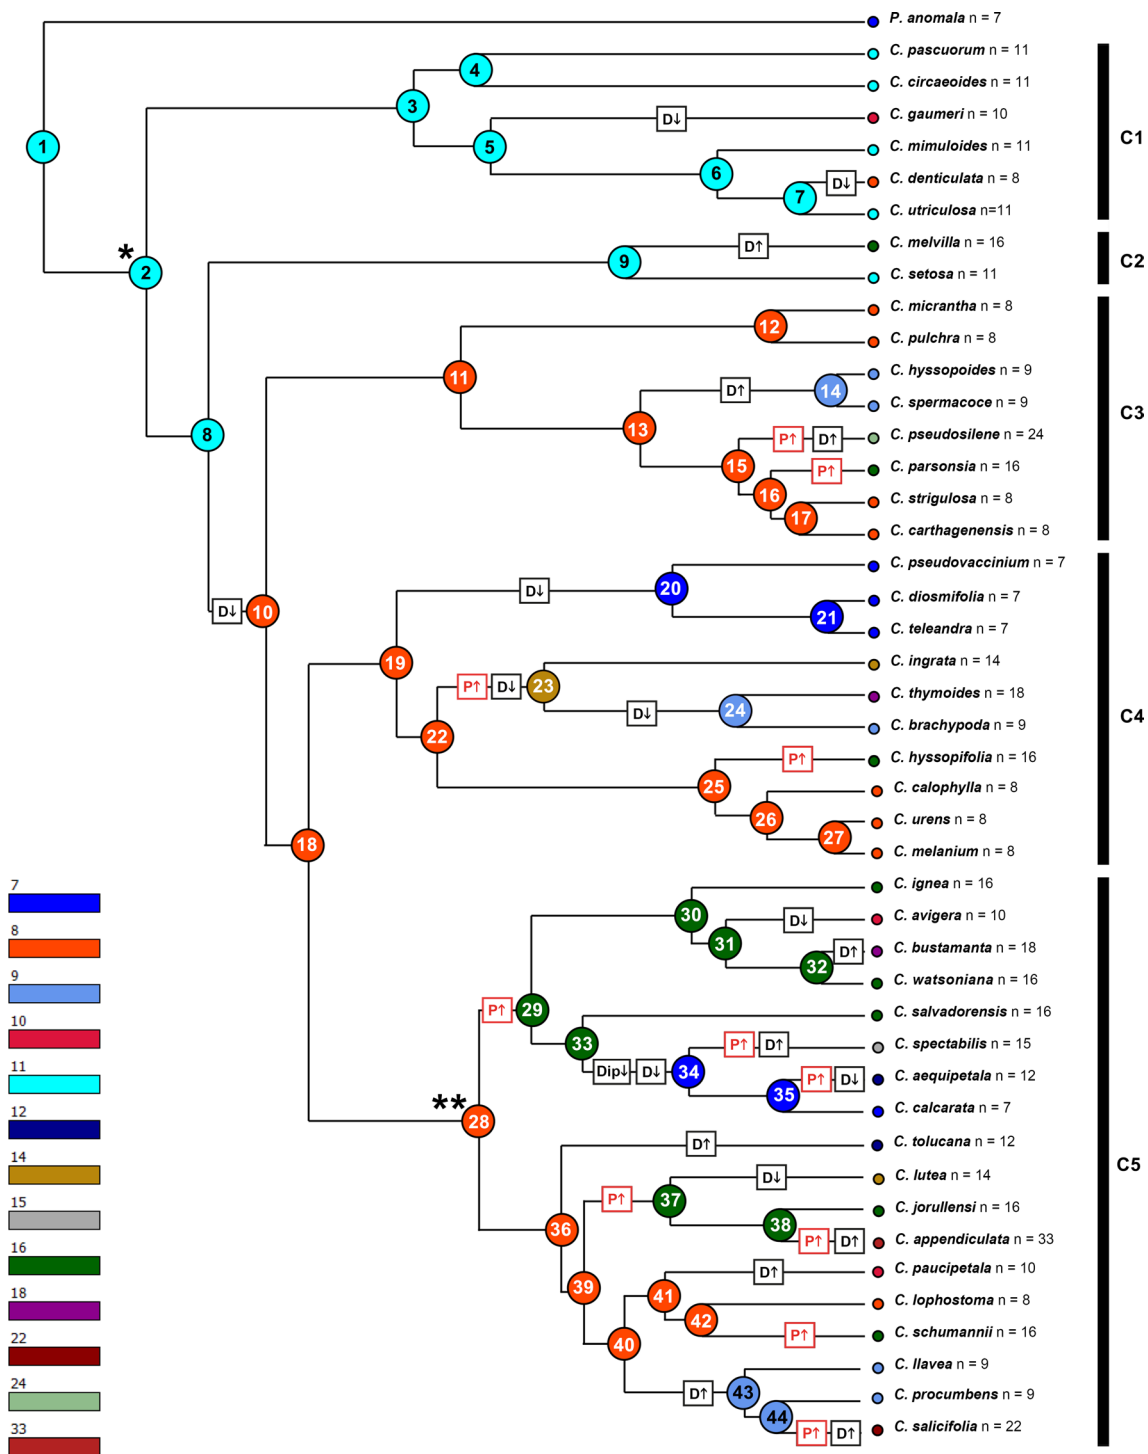 P. anomala n = 7
C. pascuorum n = 11
4
C. circaeoides n = 11
3
D↓
C. gaumeri n = 10
C1
1
5
C. mimuloides n = 11
6
D↓
C. denticulata n = 8
7
C. utriculosa n=11
*
D↑
C. melvilla n = 16
2
9
C2
C. setosa n = 11
C. micrantha n = 8
12
C. pulchra n = 8
11
C. hyssopoides n = 9
D↑
14
C. spermacoce n = 9
C3
8
13
P↑ D↑
C. pseudosilene n = 24
15
P↑
C. parsonsia n = 16
16
C. strigulosa n = 8
17
C. carthagenensis n = 8
C. pseudovaccinium n = 7
D↓
20
C. diosmifolia n = 7
D↓
10
21
C. teleandra n = 7
19
C. ingrata n = 14
P↑ D↓
23
C. thymoides n = 18
D↓
24
C4
C. brachypoda n = 9
22
P↑
C. hyssopifolia n = 16
25
C. calophylla n = 8
26
C. urens n = 8
18
27
C. melanium n = 8
7
C. ignea n = 16
30
D↓
C. avigera n = 10
8
31
D↑
C. bustamanta n = 18
9
32
C. watsoniana n = 16
P↑
29
C. salvadorensis n = 16
10
33
P↑ D↑
C. spectabilis n = 15
11
Dip↓ D↓
34
P↑ D↓
C. aequipetala n = 12
35
**
C. calcarata n = 7
12
28
D↑
C. tolucana n = 12
C5
14
D↓
C. lutea n = 14
P↑
37
15
C. jorullensi n = 16
36
38
P↑ D↑
C. appendiculata n = 33
16
D↑
C. paucipetala n = 10
39
41
18
C. lophostoma n = 8
42
P↑
C. schumannii n = 16
40
22
C. llavea n = 9
D↑
43
24
C. procumbens n = 9
44
P↑ D↑
C. salicifolia n = 22
33